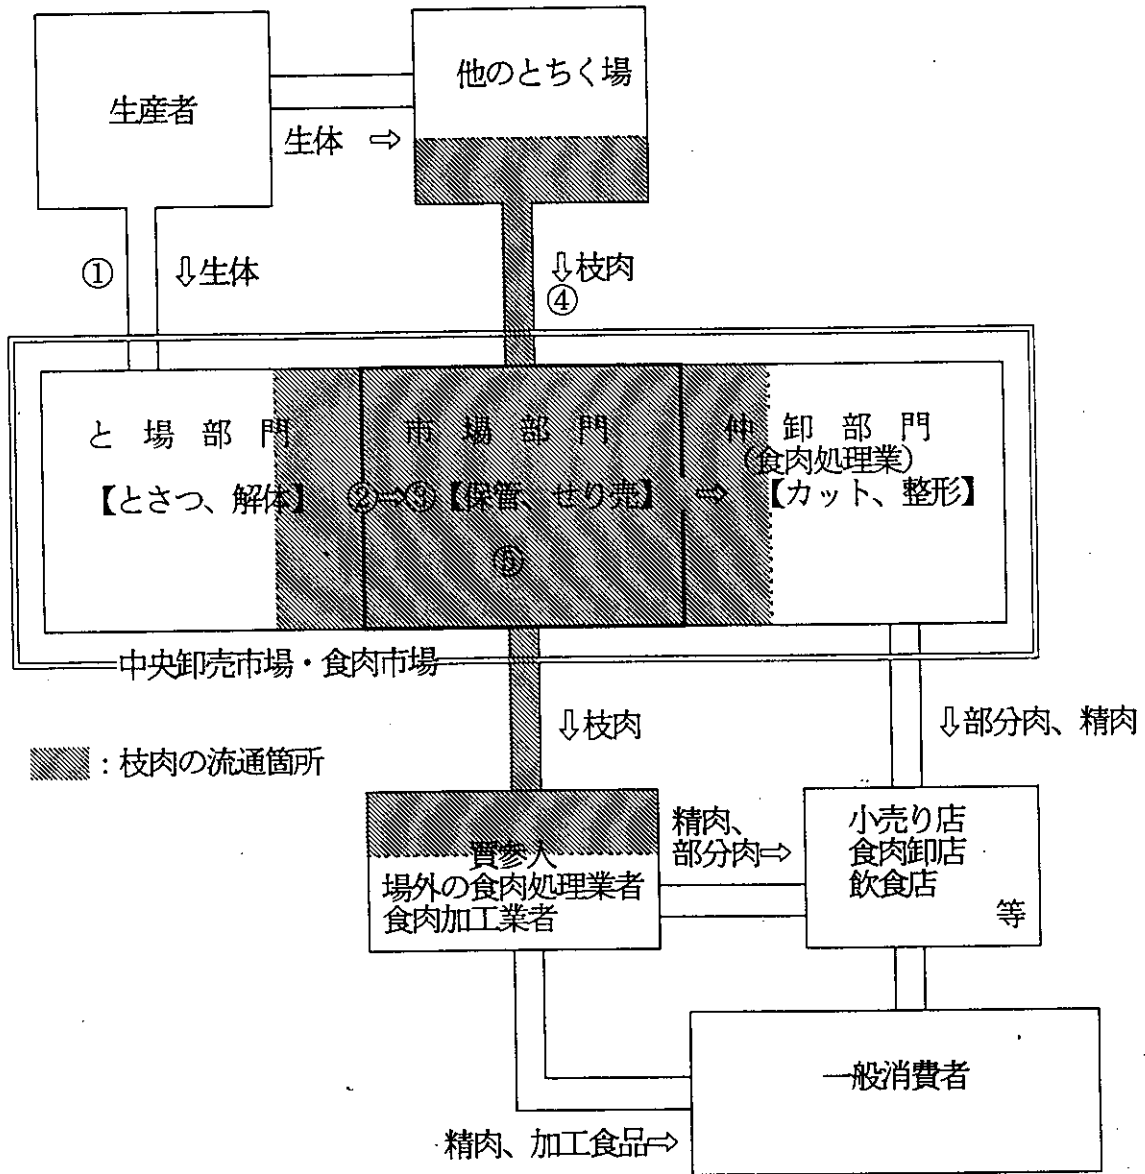 生産者
他のとちく場
生体 ⇨
① ⇩生体
⇩枝肉
④
と場部門
市場部門
仲卸部門
(食肉処理業)
【とさつ、解体】
②⇨③【保管、せり売】
⇨
【カット、整形】
⑤
中央卸売市場・食肉市場
⇩枝肉
⇩部分肉、精肉
:枝肉の流通箇所
精肉、
部分肉⇨
買参人
場外の食肉処理業者
食肉加工業者
小売り店
食肉卸店
飲食店
等
一般消費者
精肉、加工食品⇨